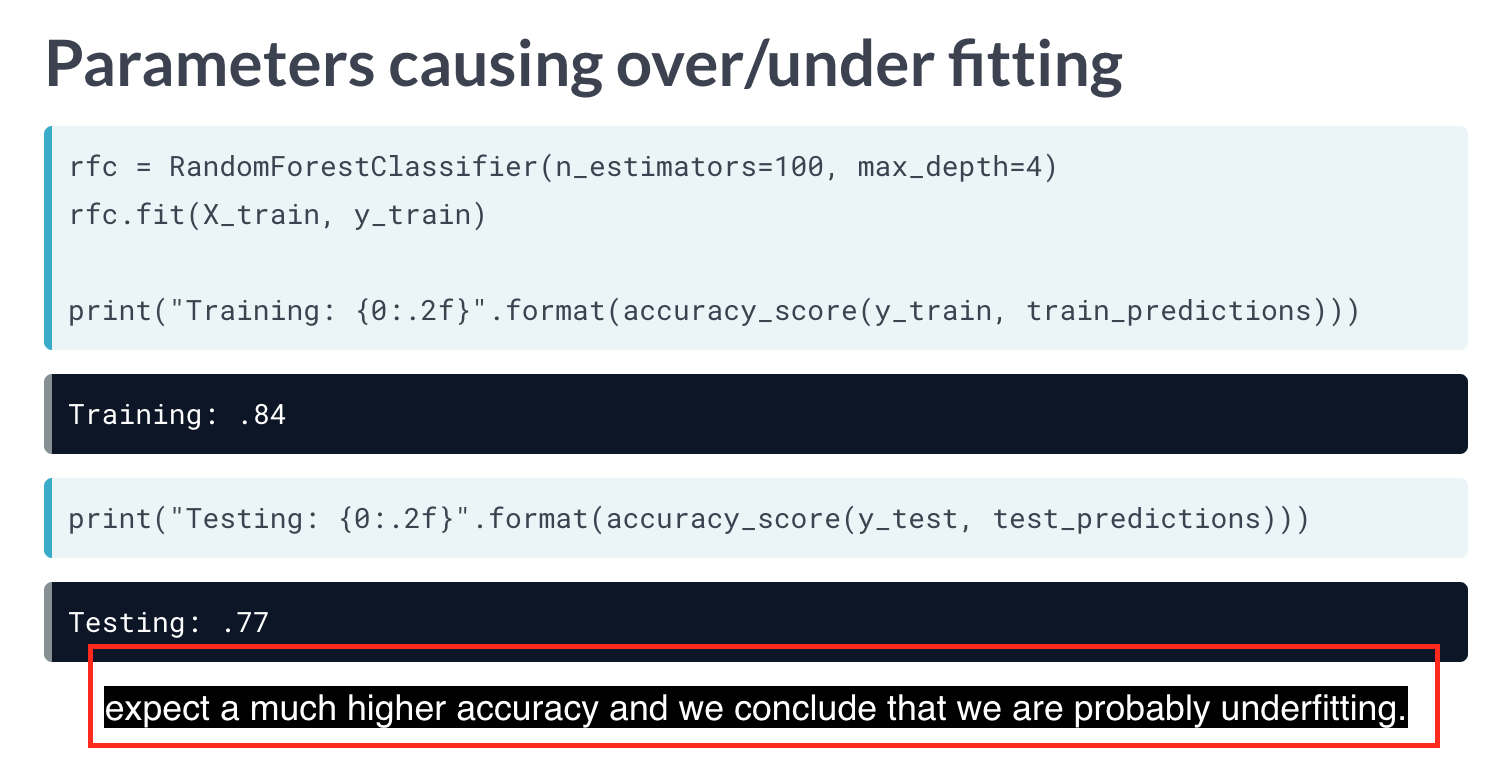 Parameters causing over/under fitting
rfc = RandomForestClassifier(n_estimators=100, max_depth=4)
rfc.fit(X_train, y_train)
print("Training: {0:.2f}".format(accuracy_score(y_train, train_predictions)))
Training: .84
print("Testing: {0:.2f}".format(accuracy_score(y_test, test_predictions)))
Testing: .77
expect a much higher accuracy and we conclude that we are probably underfitting.